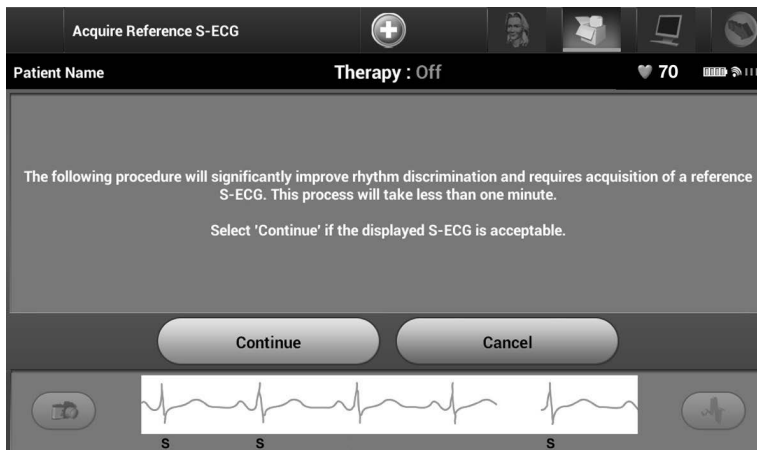 Acquire Reference S-ECG
Patient Name
Therapy : Off
70
The following procedure will significantly improve rhythm discrimination and requires acquisition of a reference
S-ECG. This process will take less than one minute.
Select 'Continue' if the displayed S-ECG is acceptable.
Continue
Cancel
S
S
S